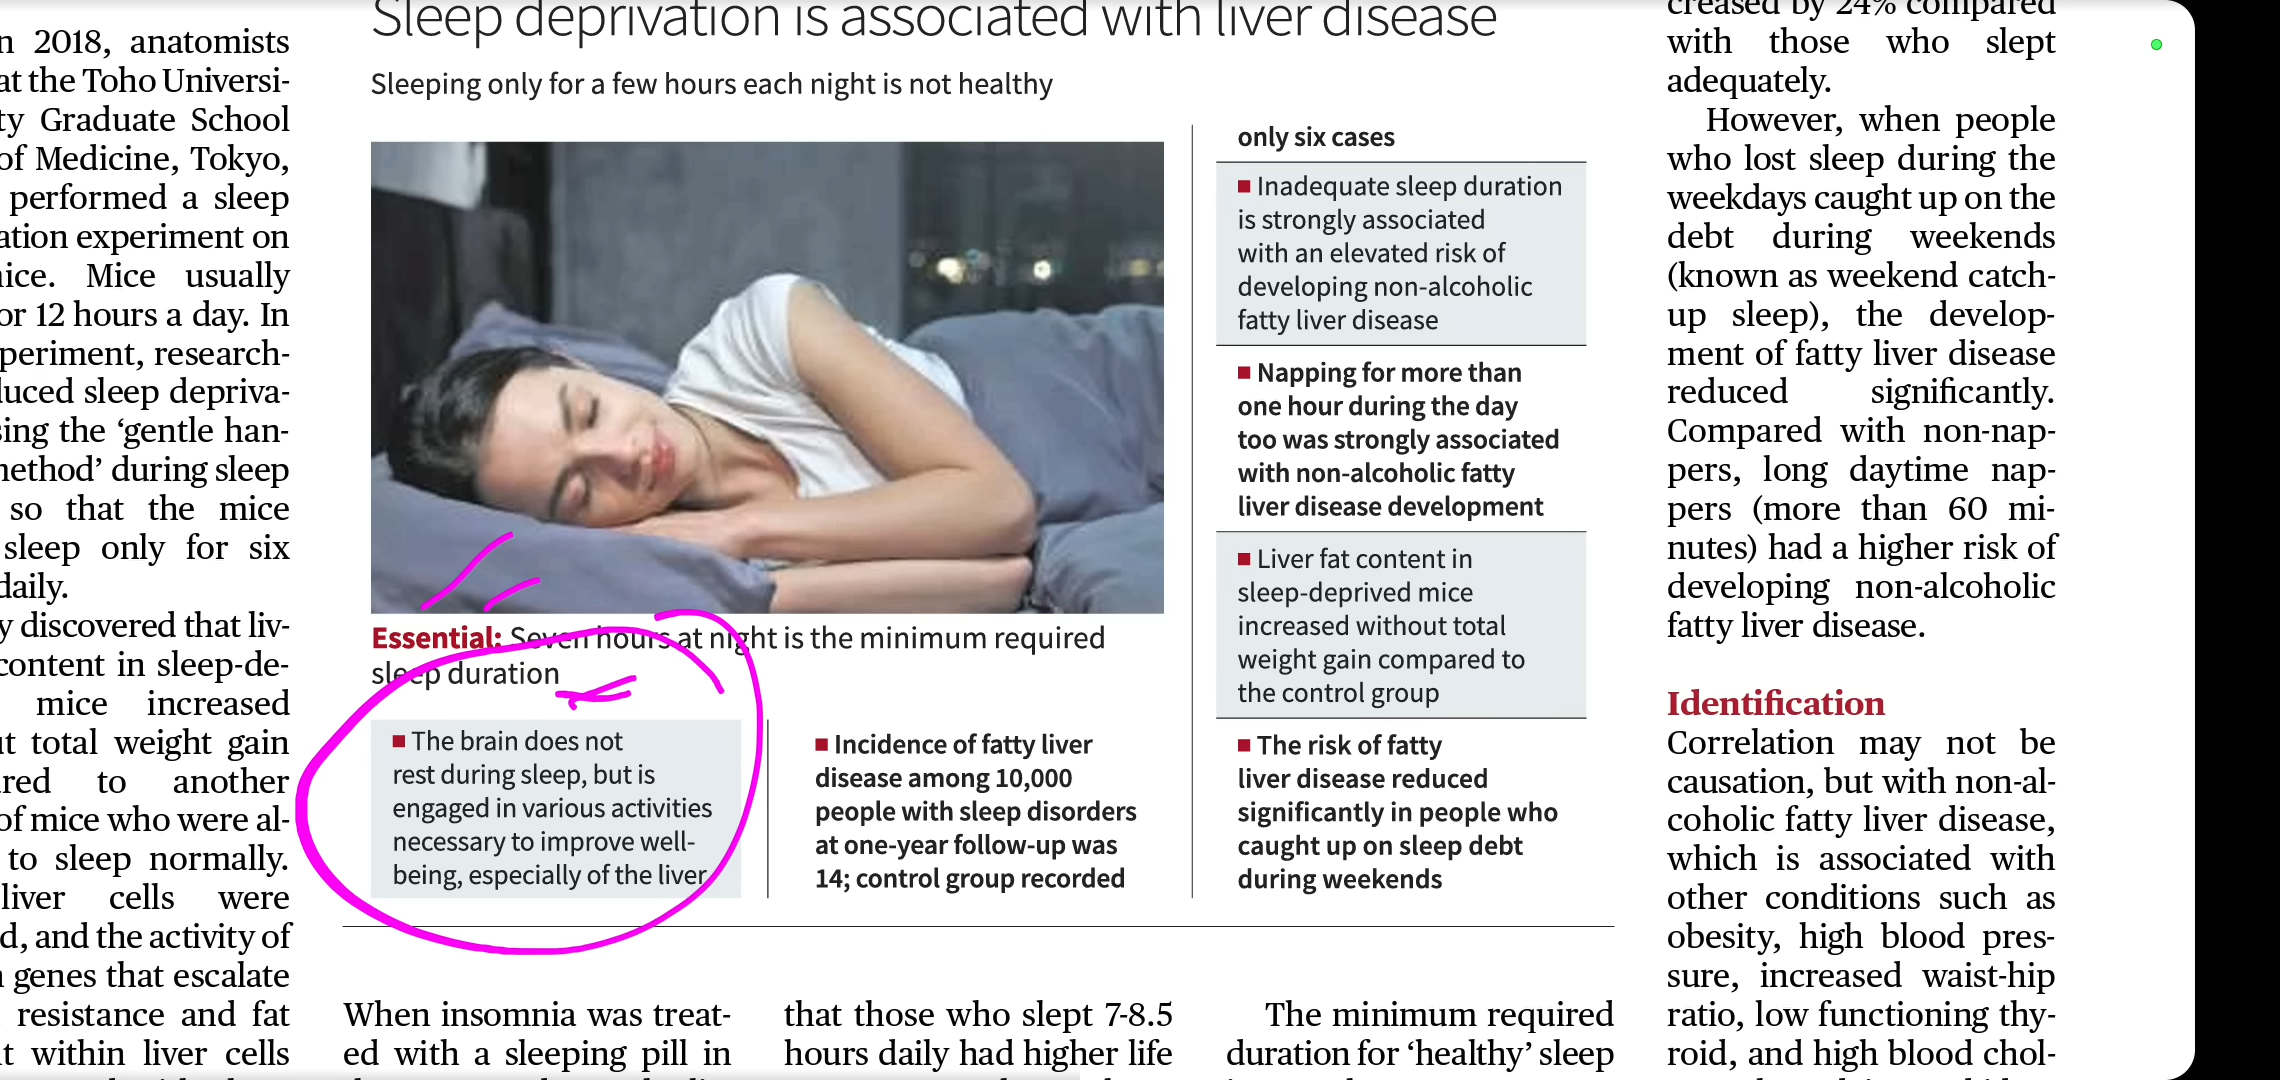 n 2018, anatomists
at the Toho Universi-
ty Graduate School
of Medicine, Tokyo,
performed a sleep
ation experiment on
ice. Mice usually
or 12 hours a day. In
periment, research-
duced sleep depriva-
sing the ‘gentle han-
method’ during sleep
so that the mice
sleep only for six
daily.
y discovered that liv-
content in sleep-de-
mice increased
ut total weight gain
red to another
of mice who were al-
to sleep normally.
liver cells were
d, and the activity of
genes that escalate
resistance and fat
t within liver cells
Sleep deprivation is associated with liver disease
Sleeping only for a few hours each night is not healthy
Essential: Seven hours at night is the minimum required
sleep duration
■ The brain does not
rest during sleep, but is
engaged in various activities
necessary to improve well-
being, especially of the liver
■ Incidence of fatty liver
disease among 10,000
people with sleep disorders
at one-year follow-up was
14; control group recorded
only six cases
■ Inadequate sleep duration
is strongly associated
with an elevated risk of
developing non-alcoholic
fatty liver disease
■ Napping for more than
one hour during the day
too was strongly associated
with non-alcoholic fatty
liver disease development
■ Liver fat content in
sleep-deprived mice
increased without total
weight gain compared to
the control group
■ The risk of fatty
liver disease reduced
significantly in people who
caught up on sleep debt
during weekends
When insomnia was treat-
ed with a sleeping pill in
that those who slept 7-8.5
hours daily had higher life
The minimum required
duration for ‘healthy’ sleep
creased by 24% compared
with those who slept
adequately.
However, when people
who lost sleep during the
weekdays caught up on the
debt during weekends
(known as weekend catch-
up sleep), the develop-
ment of fatty liver disease
reduced significantly.
Compared with non-nap-
pers, long daytime nap-
pers (more than 60 mi-
nutes) had a higher risk of
developing non-alcoholic
fatty liver disease.
Identification
Correlation may not be
causation, but with non-al-
coholic fatty liver disease,
which is associated with
other conditions such as
obesity, high blood pres-
sure, increased waist-hip
ratio, low functioning thy-
roid, and high blood chol-